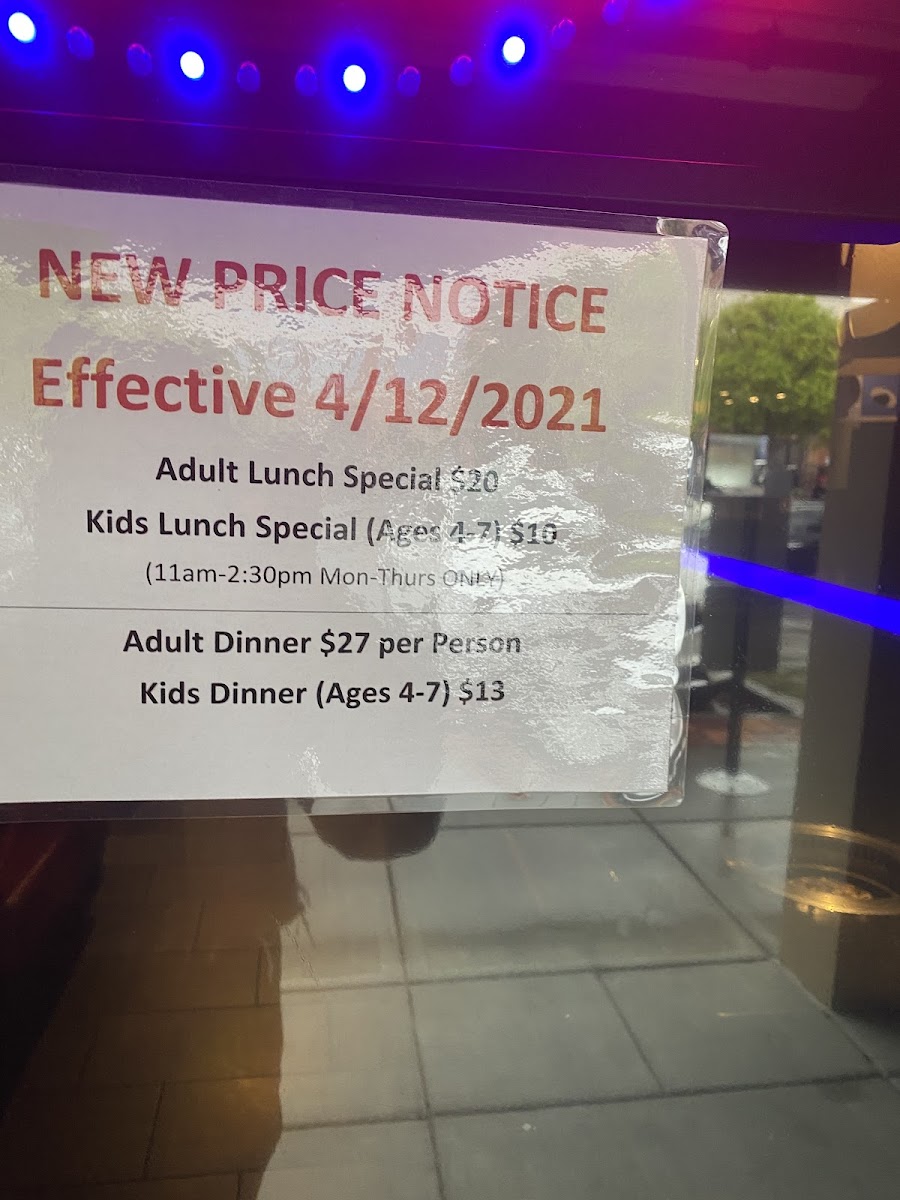 NEW PRICE NOTICE
Effective 4/12/2021
Adult Lunch Special $20
Kids Lunch Special (Ages 4-7) $10
(11am-2:30pm Mon-Thurs ONLY)
Adult Dinner $27 per Person
Kids Dinner (Ages 4-7) $13